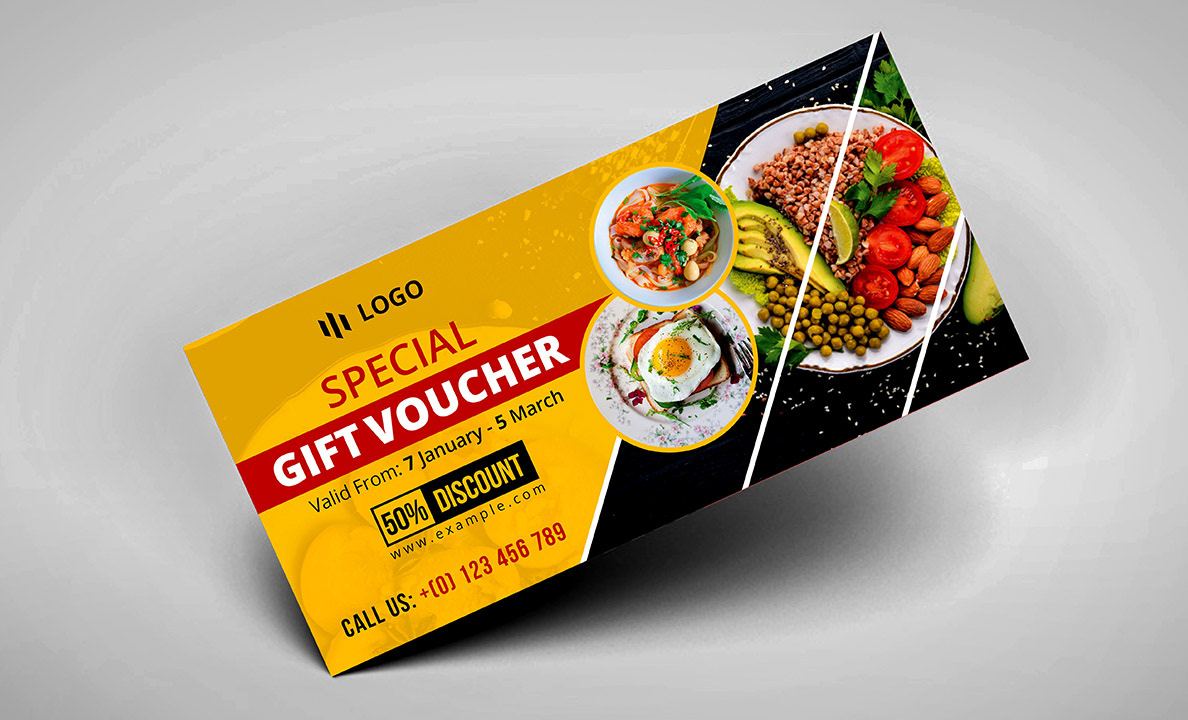 LOGO
SPECIAL
GIFT VOUCHER
Valid From: 7 January - 5 March
50% DISCOUNT
www.example.com
CALL US: +(0) 123 456 789